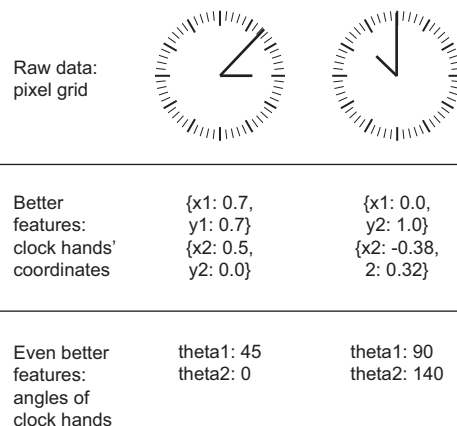 Raw data:
pixel grid
Better
features:
clock hands’
coordinates
{x1: 0.7,
y1: 0.7}
{x2: 0.5,
y2: 0.0}
{x1: 0.0,
y2: 1.0}
{x2: -0.38,
2: 0.32}
Even better
features:
angles of
clock hands
theta1: 45
theta2: 0
theta1: 90
theta2: 140